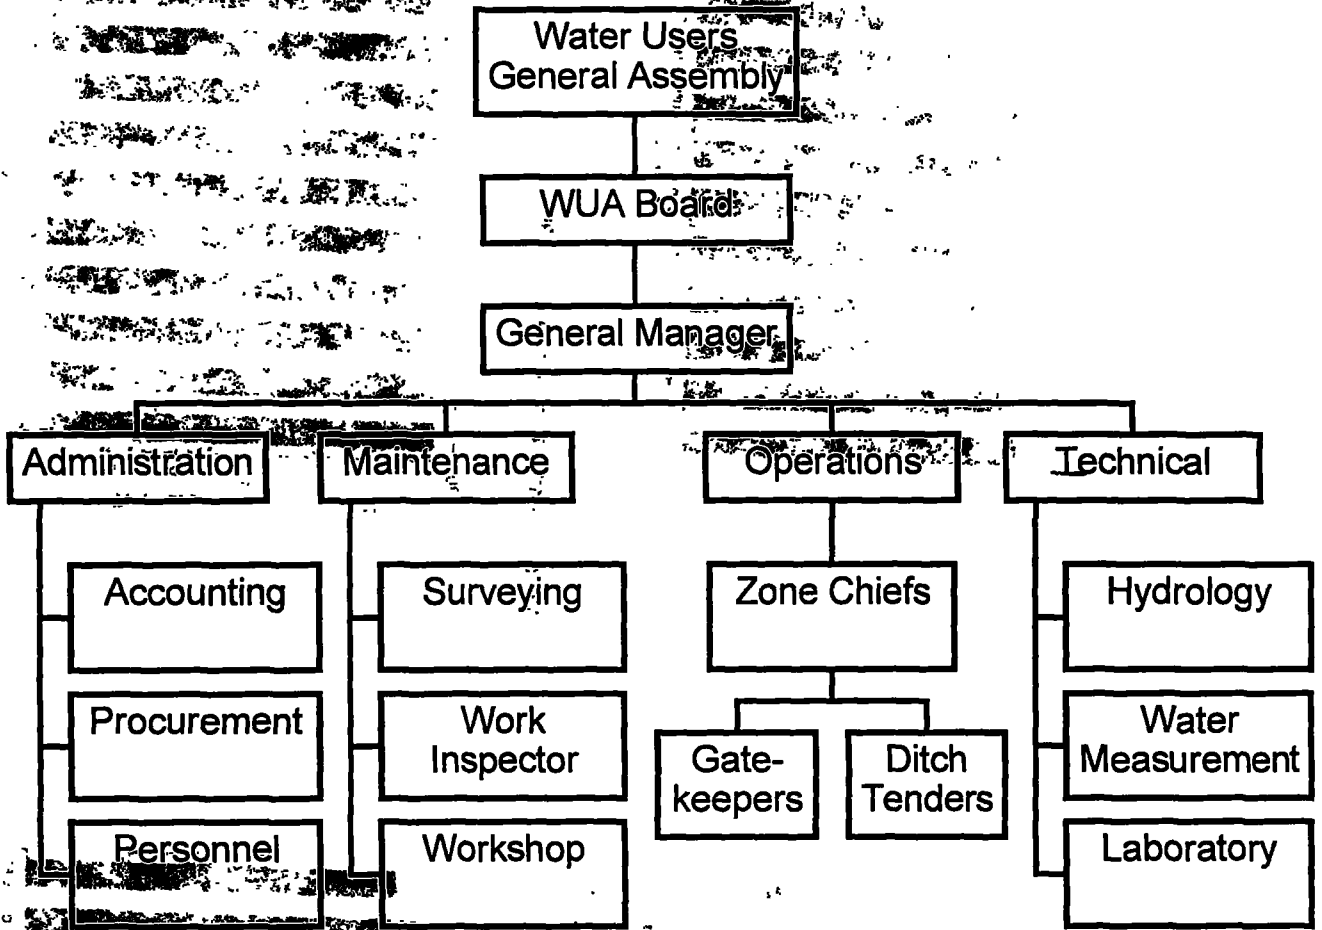 Water Users
General Assembly
WUA Board
General Manager
Administration
Maintenance
Operations
Technical
Accounting
Surveying
Zone Chiefs
Hydrology
Procurement
Work
Inspector
Gate-
keepers
Ditch
Tenders
Water
Measurement
Personnel
Workshop
Laboratory